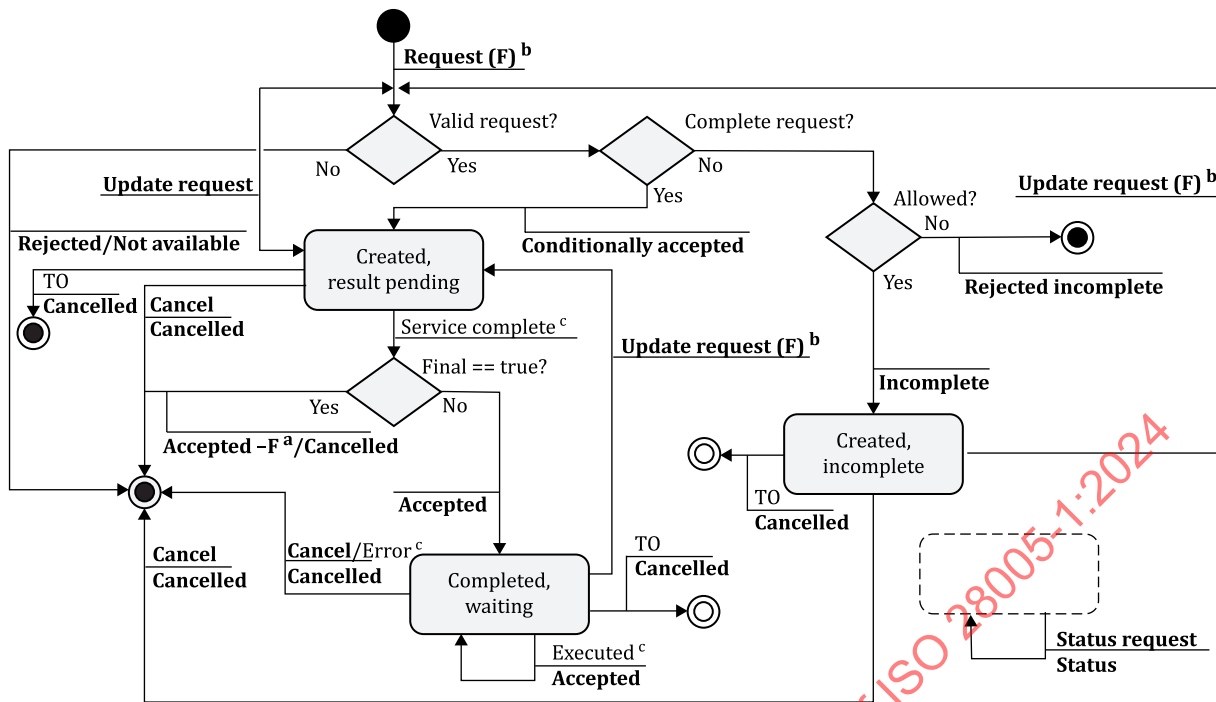 Request (F) b
Valid request?
Complete request?
No
Yes
No
Yes
Update request
Update request (F) b
Allowed?
No
Yes
Rejected/Not available
Conditionally accepted
Rejected incomplete
Created,
result pending
TO
Cancelled
Cancel
Cancelled
Service complete c
Update request (F) b
Final == true?
Yes
No
Incomplete
Accepted –F a/Cancelled
Created,
incomplete
TO
Cancelled
Accepted
Cancel
Cancelled
Cancel/Error c
Cancelled
Completed,
waiting
TO
Cancelled
Executed c
Accepted
Status request
Status
ISO 28005-1:2024